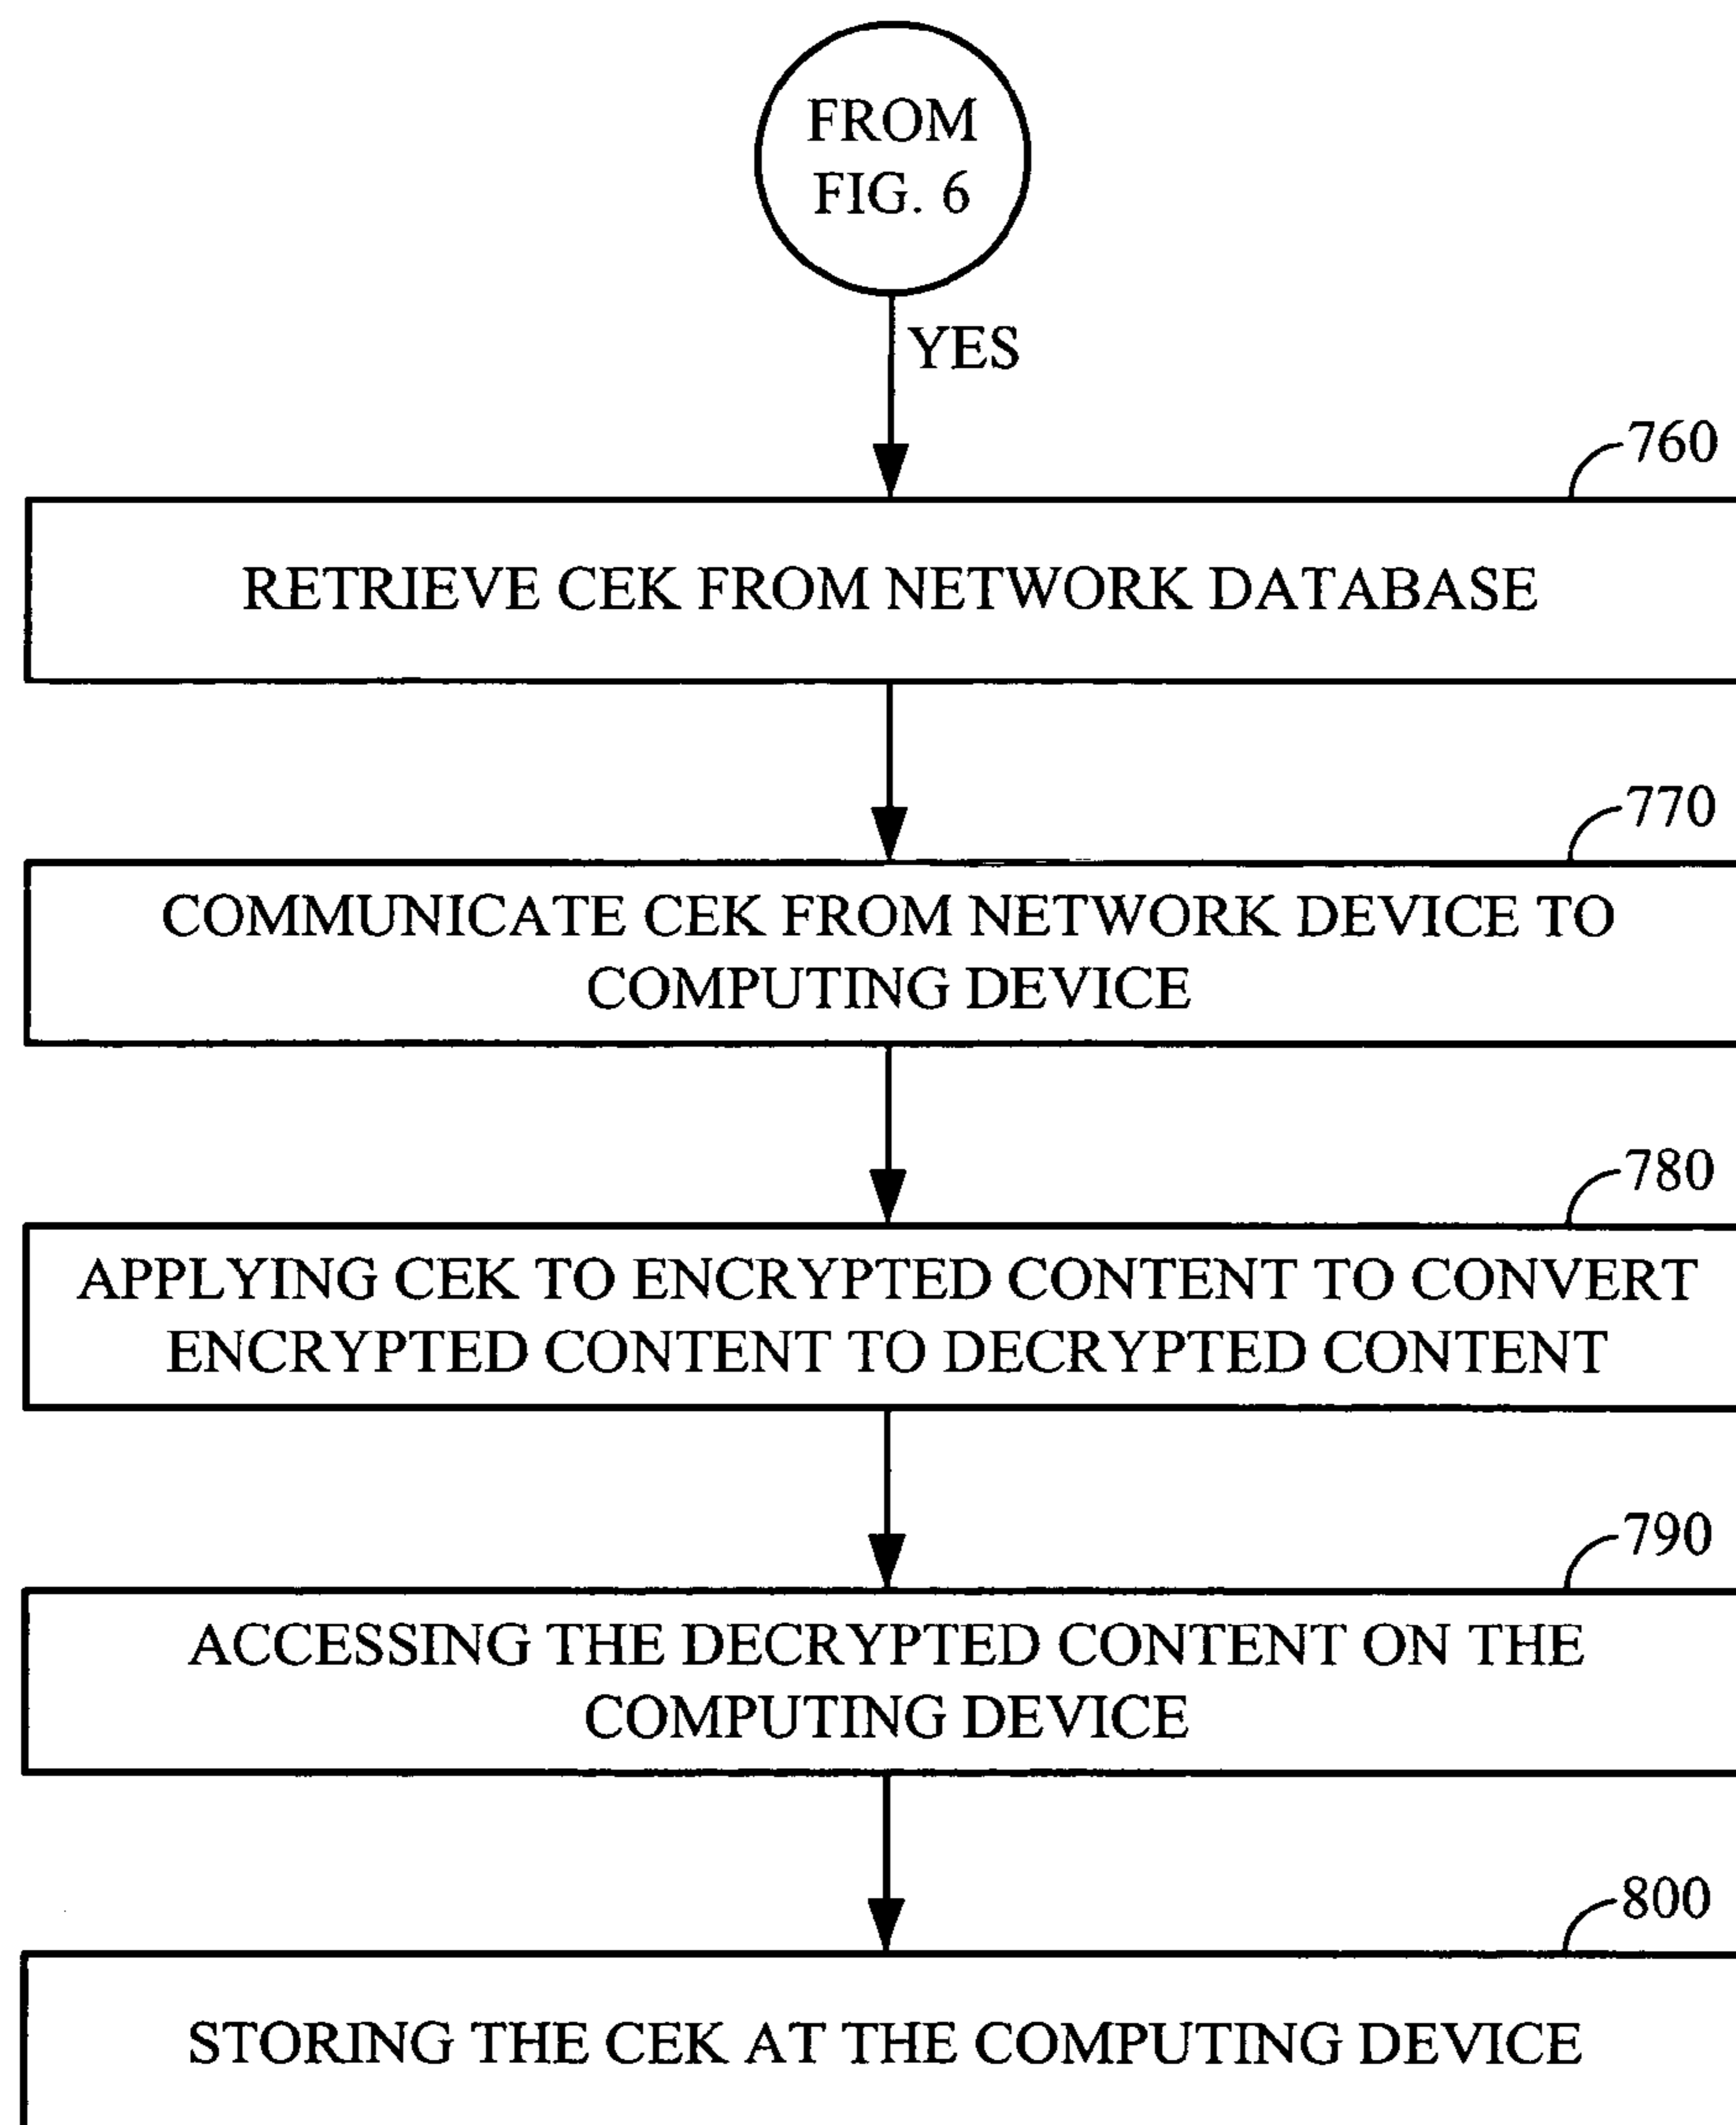 FROM
FIG. 6
YES
760
RETRIEVE CEK FROM NETWORK DATABASE
770
COMMUNICATE CEK FROM NETWORK DEVICE TO
COMPUTING DEVICE
780
APPLYING CEK TO ENCRYPTED CONTENT TO CONVERT
ENCRYPTED CONTENT TO DECRYPTED CONTENT
790
ACCESSING THE DECRYPTED CONTENT ON THE
COMPUTING DEVICE
800
STORING THE CEK AT THE COMPUTING DEVICE